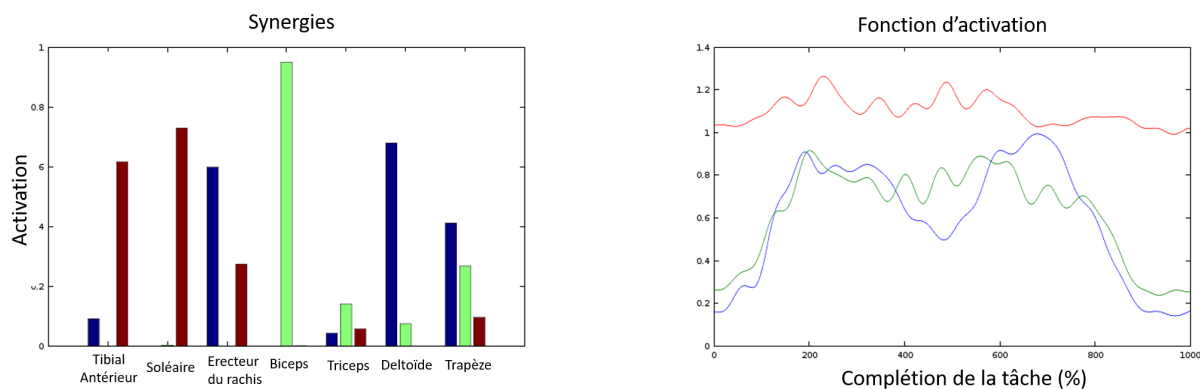 Synergies
Activation
1
0.8
6
4
0.2
0
Tibial
Antérieur
Soléaire
Erecteur
du rachis
Biceps
Triceps
Deltoïde
Trapèze
Fonction d’activation
1.4
1.2
1
0.8
0.6
0.4
0.2
0
0
200
400
600
800
1000
Complétion de la tâche (%)